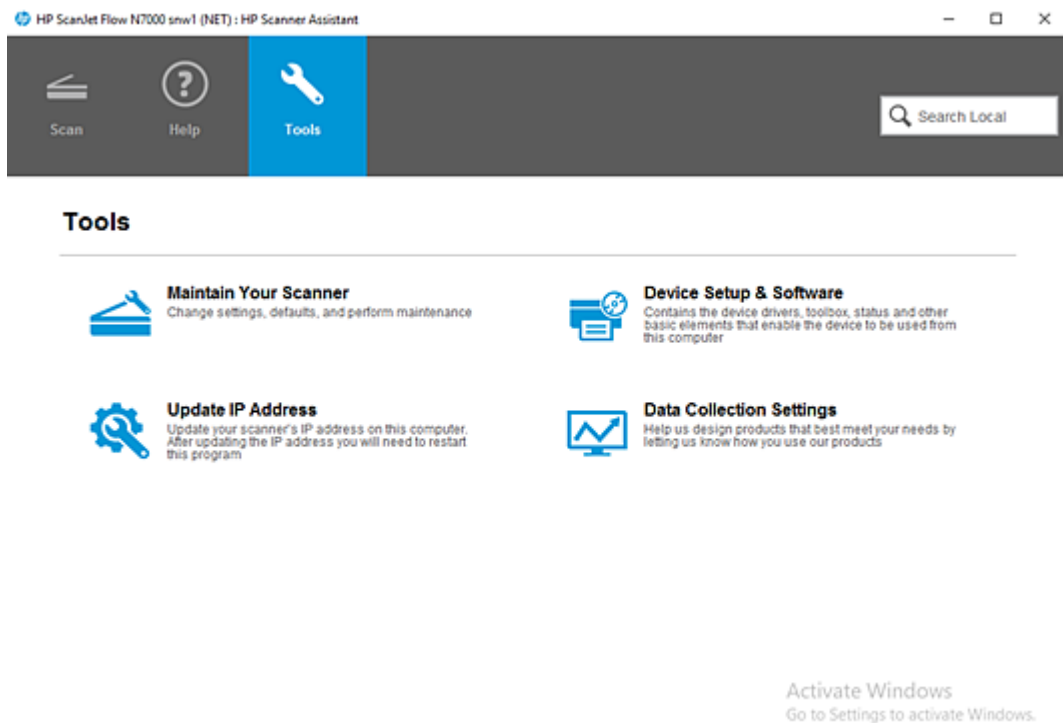 HP ScanJet Flow N7000 snw1 (NET) : HP Scanner Assistant
Scan
Help
Tools
Search Local
Tools
Maintain Your Scanner
Change settings, defaults, and perform maintenance
Device Setup & Software
Contains the device drivers, toolbox, status and other
basic elements that enable the device to be used from
this computer
Update IP Address
Update your scanner's IP address on this computer.
After updating the IP address you will need to restart
this program
Data Collection Settings
Help us design products that best meet your needs by
letting us know how you use our products
Activate Windows
Go to Settings to activate Windows.